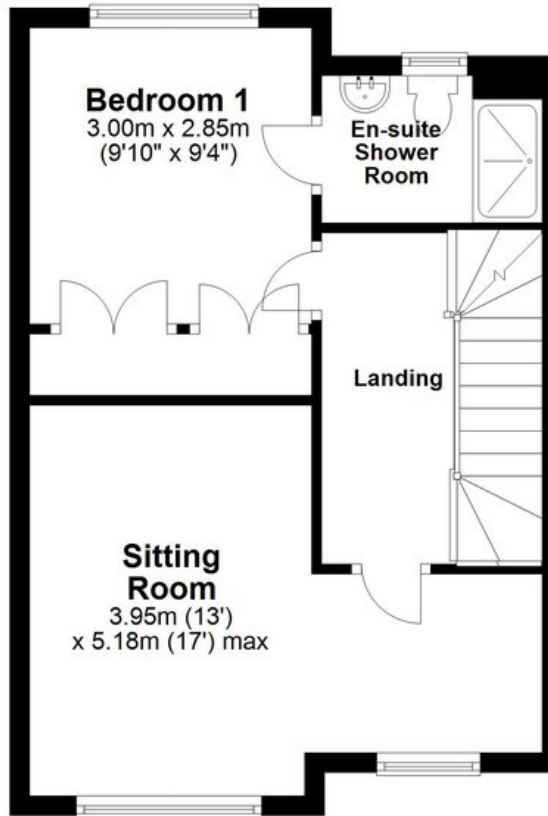 Bedroom 1
3.00m x 2.85m
(9'10" x 9'4")
En-suite
Shower
Room
Landing
Sitting
Room
3.95m (13')
x 5.18m (17') max